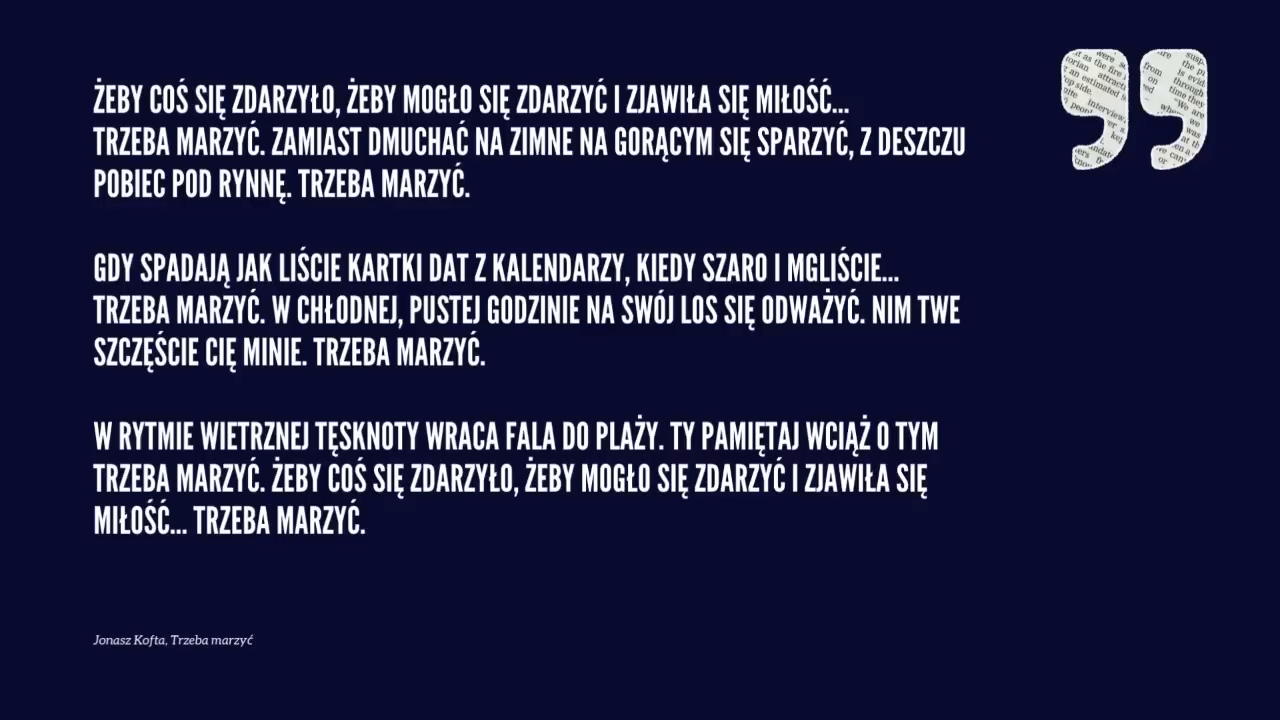 ŻEBY COŚ SIĘ ZDARZYŁO, ŻEBY MOGŁO SIĘ ZDARZYĆ I ZJAWIŁA SIĘ MIŁOŚĆ...
TRZEBA MARZYĆ. ZAMIAST DMUCHAĆ NA ZIMNE NA GORĄCYM SIĘ SPARZYĆ, Z DESZCZU
POBIEC POD RYNNĘ. TRZEBA MARZYĆ.
GDY SPADAJĄ JAK LIŚCIE KARTKI DAT Z KALENDARZY, KIEDY SZARO I MGLIŚCIE...
TRZEBA MARZYĆ. W CHŁODNEJ, PUSTEJ GODZINIE NA SWÓJ LOS SIĘ ODWAŻYĆ. NIM TWE
SZCZĘŚCIE CIĘ MINIE. TRZEBA MARZYĆ.
W RYTMIE WIETRZNEJ TĘSKNOTY WRACA FALA DO PLAŻY. TY PAMIĘTAJ WCIĄŻ O TYM
TRZEBA MARZYĆ. ŻEBY COŚ SIĘ ZDARZYŁO, ŻEBY MOGŁO SIĘ ZDARZYĆ I ZJAWIŁA SIĘ
MIŁOŚĆ... TRZEBA MARZYĆ.
Jonasz Kofta, Trzeba marzyć